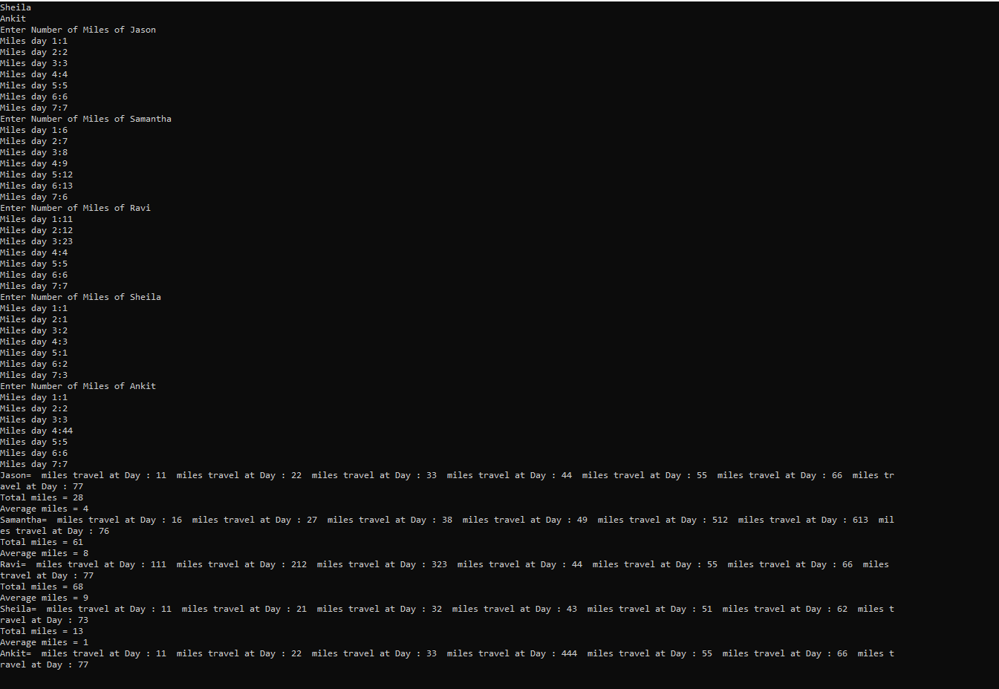 Sheila
Ankit
Enter Number of Miles of Jason
Miles day 1:1
Miles day 2:2
Miles day 3:3
Miles day 4:4
Miles day 5:5
Miles day 6:6
Miles day 7:7
Enter Number of Miles of Samantha
Miles day 1:6
Miles day 2:7
Miles day 3:8
Miles day 4:9
Miles day 5:12
Miles day 6:13
Miles day 7:6
Enter Number of Miles of Ravi
Miles day 1:11
Miles day 2:12
Miles day 3:23
Miles day 4:4
Miles day 5:5
Miles day 6:6
Miles day 7:7
Enter Number of Miles of Sheila
Miles day 1:1
Miles day 2:1
Miles day 3:2
Miles day 4:3
Miles day 5:1
Miles day 6:2
Miles day 7:3
Enter Number of Miles of Ankit
Miles day 1:1
Miles day 2:2
Miles day 3:3
Miles day 4:44
Miles day 5:5
Miles day 6:6
Miles day 7:7
Jason=  miles travel at Day : 11  miles travel at Day : 22  miles travel at Day : 33  miles travel at Day : 44  miles travel at Day : 55  miles travel at Day : 66  miles tr
avel at Day : 77
Total miles = 28
Average miles = 4
Samantha=  miles travel at Day : 16  miles travel at Day : 27  miles travel at Day : 38  miles travel at Day : 49  miles travel at Day : 512  miles travel at Day : 613  mil
es travel at Day : 76
Total miles = 61
Average miles = 8
Ravi=  miles travel at Day : 111  miles travel at Day : 212  miles travel at Day : 323  miles travel at Day : 44  miles travel at Day : 55  miles travel at Day : 66  miles
travel at Day : 77
Total miles = 68
Average miles = 9
Sheila=  miles travel at Day : 11  miles travel at Day : 21  miles travel at Day : 32  miles travel at Day : 43  miles travel at Day : 51  miles travel at Day : 62  miles t
ravel at Day : 73
Total miles = 13
Average miles = 1
Ankit=  miles travel at Day : 11  miles travel at Day : 22  miles travel at Day : 33  miles travel at Day : 444  miles travel at Day : 55  miles travel at Day : 66  miles t
ravel at Day : 77